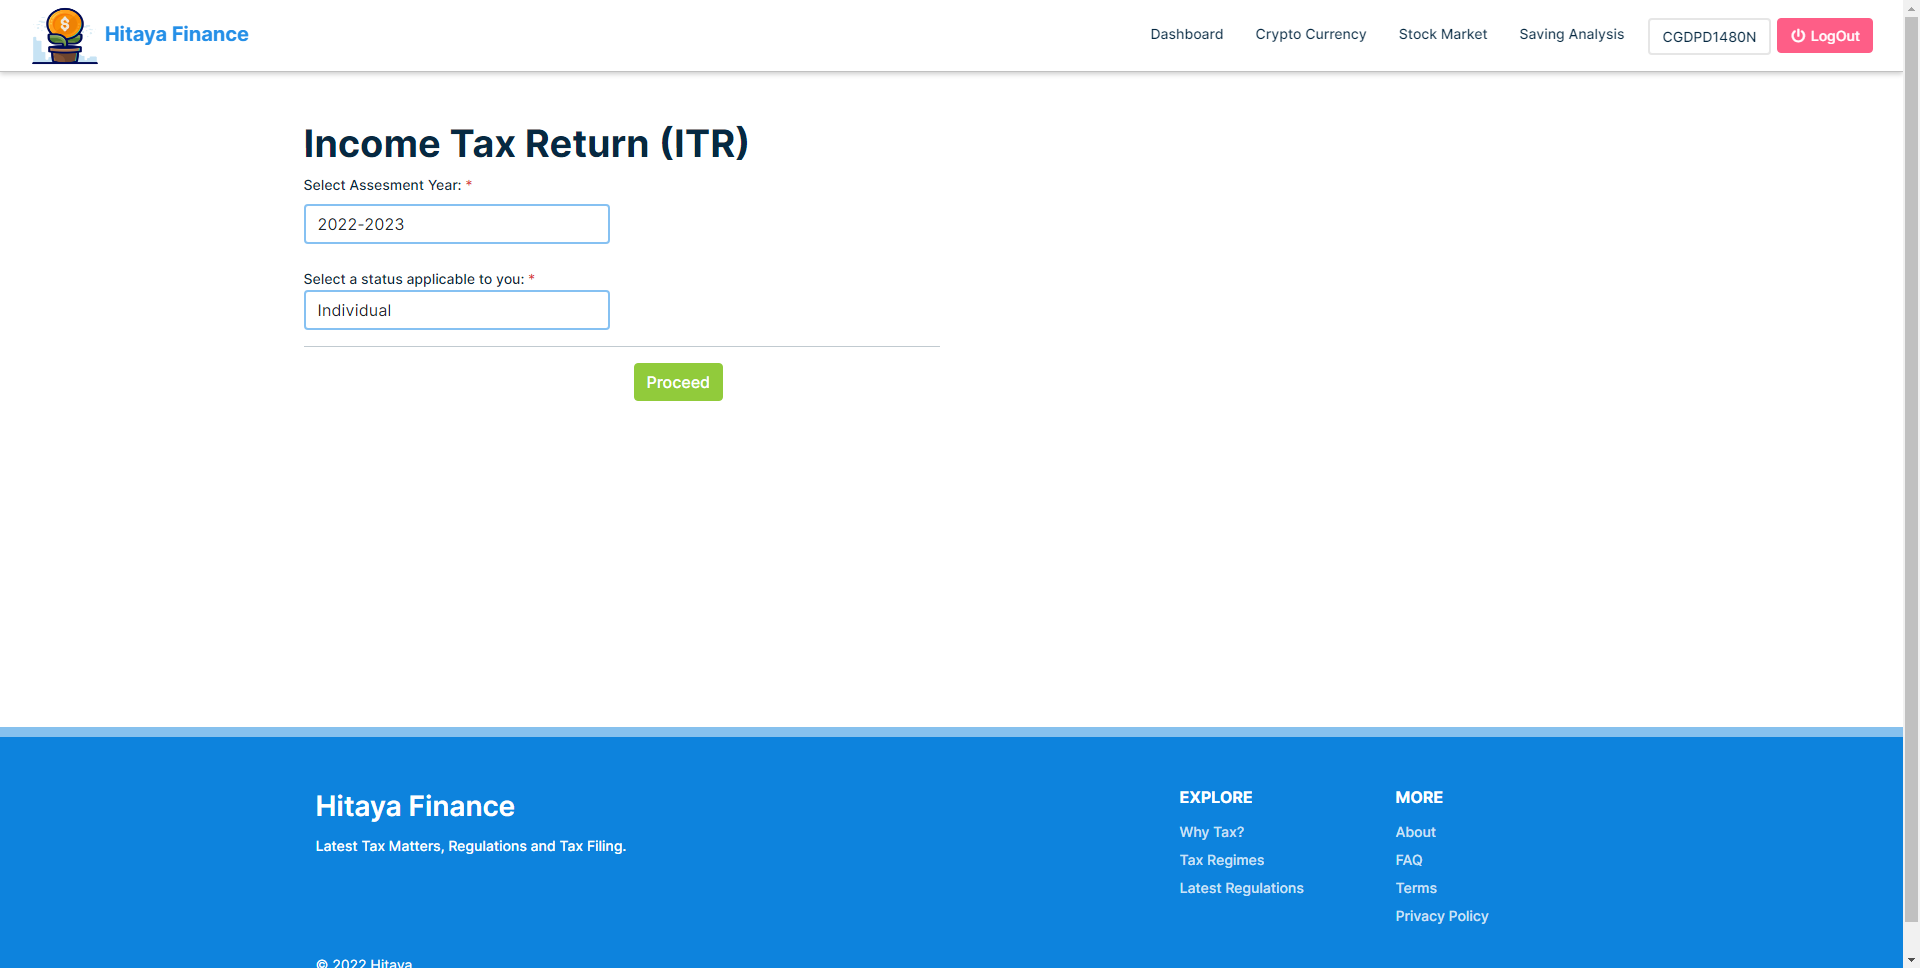 Hitaya Finance
Dashboard
Crypto Currency
Stock Market
Saving Analysis
CGDPD1480N
LogOut
Income Tax Return (ITR)
Select Assesment Year: *
2022-2023
Select a status applicable to you: *
Individual
Proceed
Hitaya Finance
Latest Tax Matters, Regulations and Tax Filing.
EXPLORE
Why Tax?
Tax Regimes
Latest Regulations
MORE
About
FAQ
Terms
Privacy Policy
© 2022 Hitaya